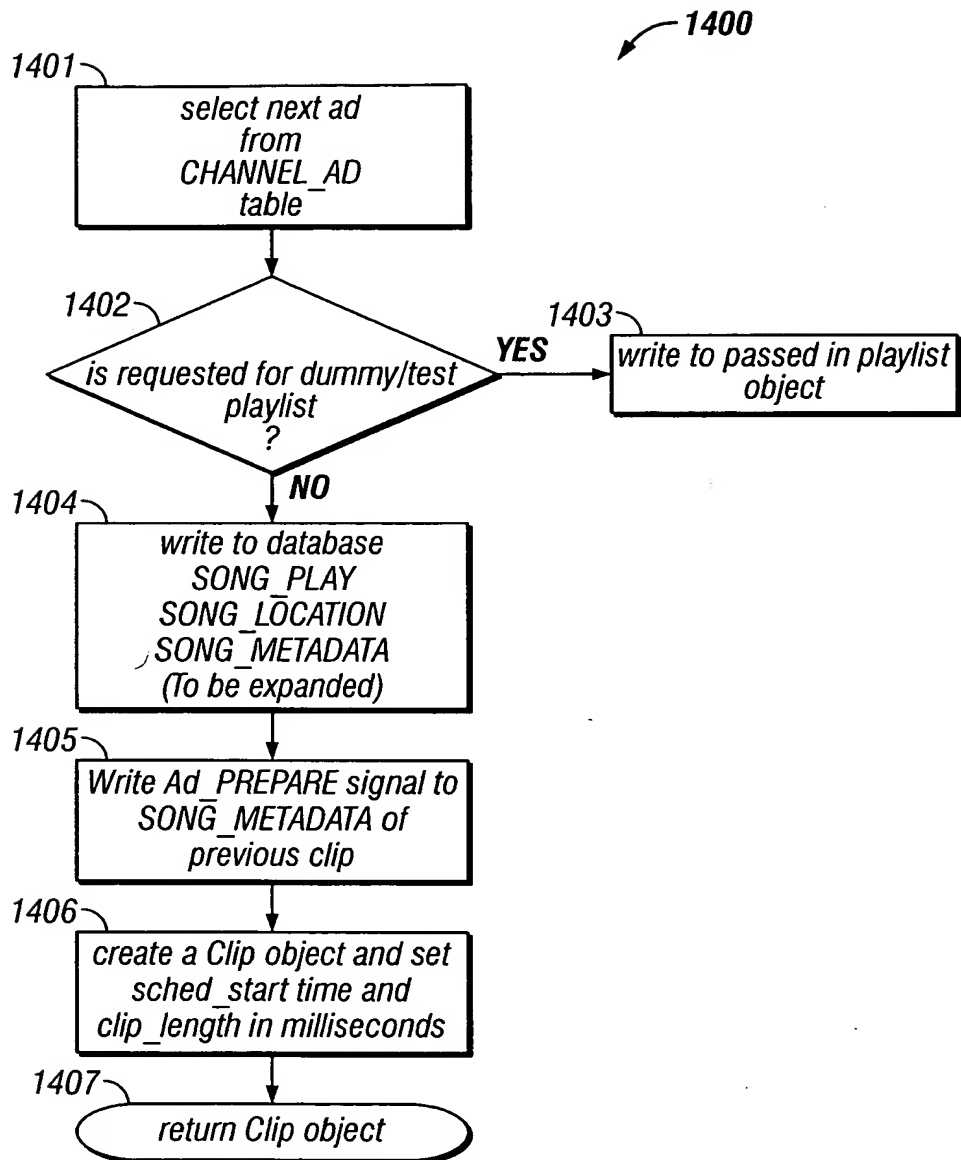 1400
1401
select next ad
from
CHANNEL_AD
table
1402
is requested for dummy/test
playlist
?
YES
1403
write to passed in playlist
object
NO
1404
write to database
SONG_PLAY
SONG_LOCATION
SONG_METADATA
(To be expanded)
1405
Write Ad_PREPARE signal to
SONG_METADATA of
previous clip
1406
create a Clip object and set
sched_start time and
clip_length in milliseconds
1407
return Clip object